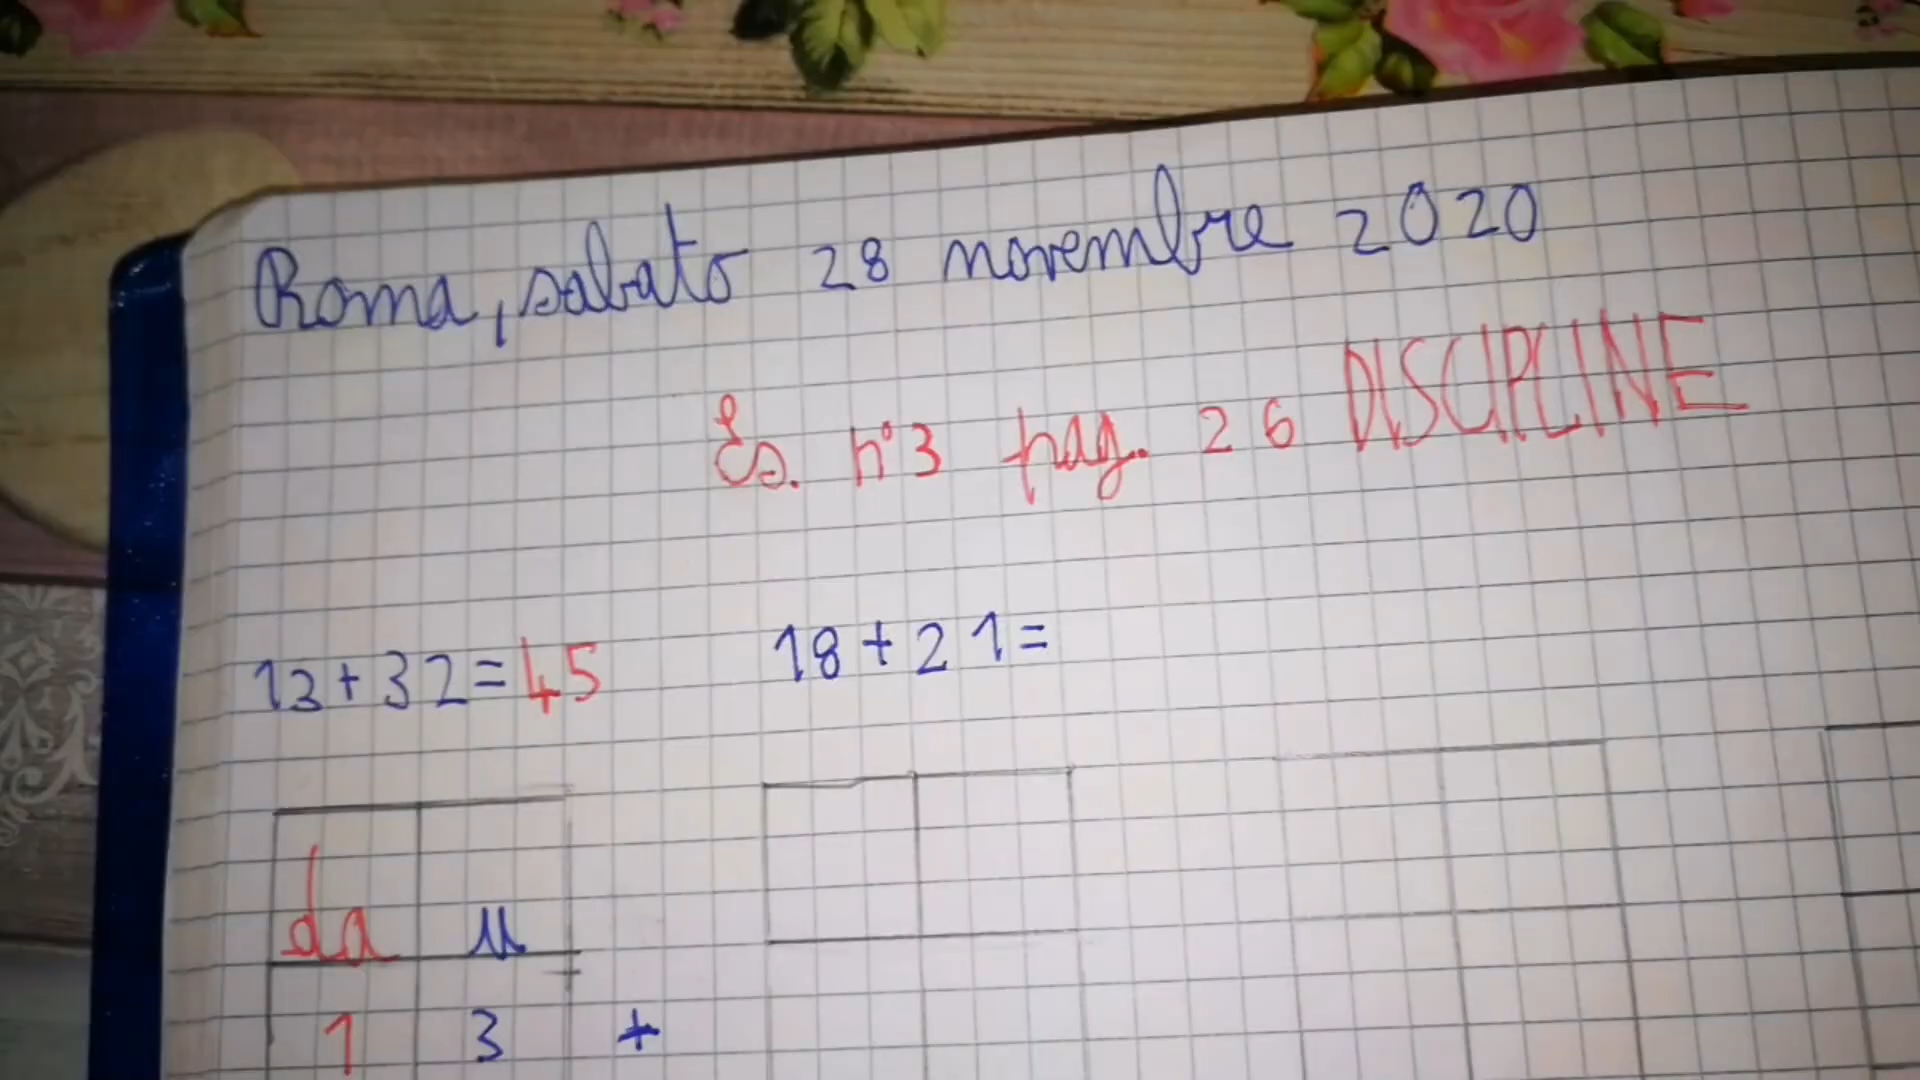 Roma, sabato 28 novembre 2020
Es. n°3 pag. 26 DISCIPLINE
13+32=45 18+21=
da u
1 3 +